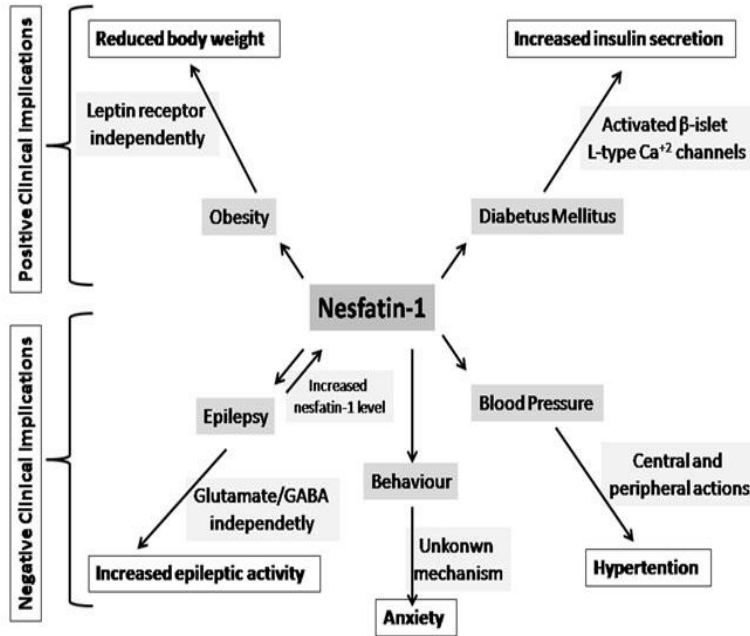 Positive Clinical Implications
Reduced body weight
Increased insulin secretion
Leptin receptor
independently
Activated β-islet
L-type Ca⁺² channels
Obesity
Diabetus Mellitus
Nesfatin-1
Negative Clinical Implications
Increased
nesfatin-1 level
Epilepsy
Blood Pressure
Behaviour
Glutamate/GABA
independetly
Central and
peripheral actions
Unkonwn
mechanism
Increased epileptic activity
Hypertention
Anxiety